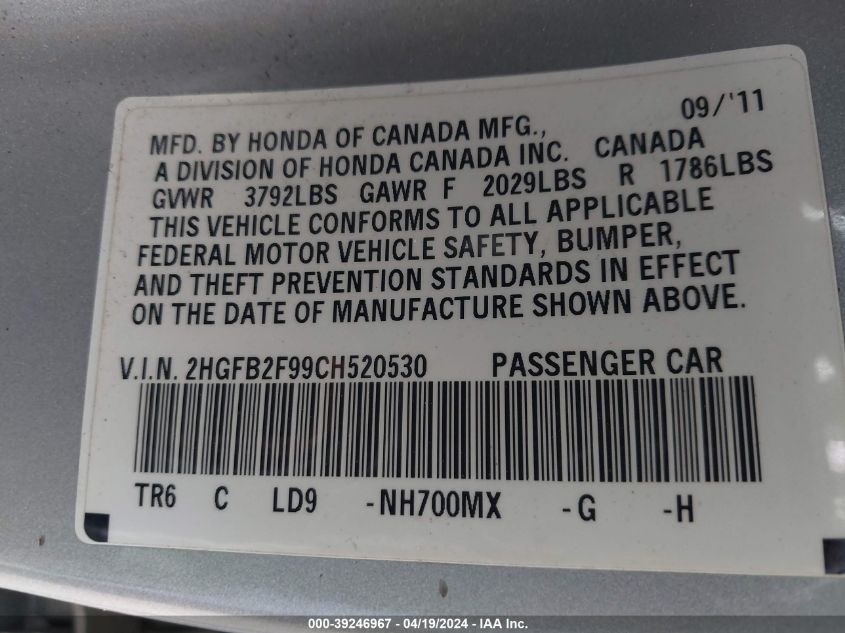 09/'11
MFD. BY HONDA OF CANADA MFG.,
A DIVISION OF HONDA CANADA INC. CANADA
GVWR 3792LBS GAWR F 2029LBS R 1786LBS
THIS VEHICLE CONFORMS TO ALL APPLICABLE
FEDERAL MOTOR VEHICLE SAFETY, BUMPER,
AND THEFT PREVENTION STANDARDS IN EFFECT
ON THE DATE OF MANUFACTURE SHOWN ABOVE.
V.I.N. 2HGFB2F99CH520530 PASSENGER CAR
TR6 C LD9 -NH700MX -G -H
000-39246967 - 04/19/2024 - IAA Inc.